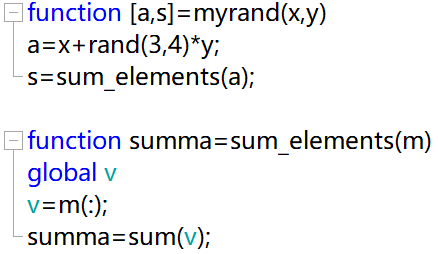 function [a,s]=myrand(x,y)
a=x+rand(3,4)*y;
s=sum_elements(a);
function summa=sum_elements(m)
global v
v=m(:);
summa=sum(v);